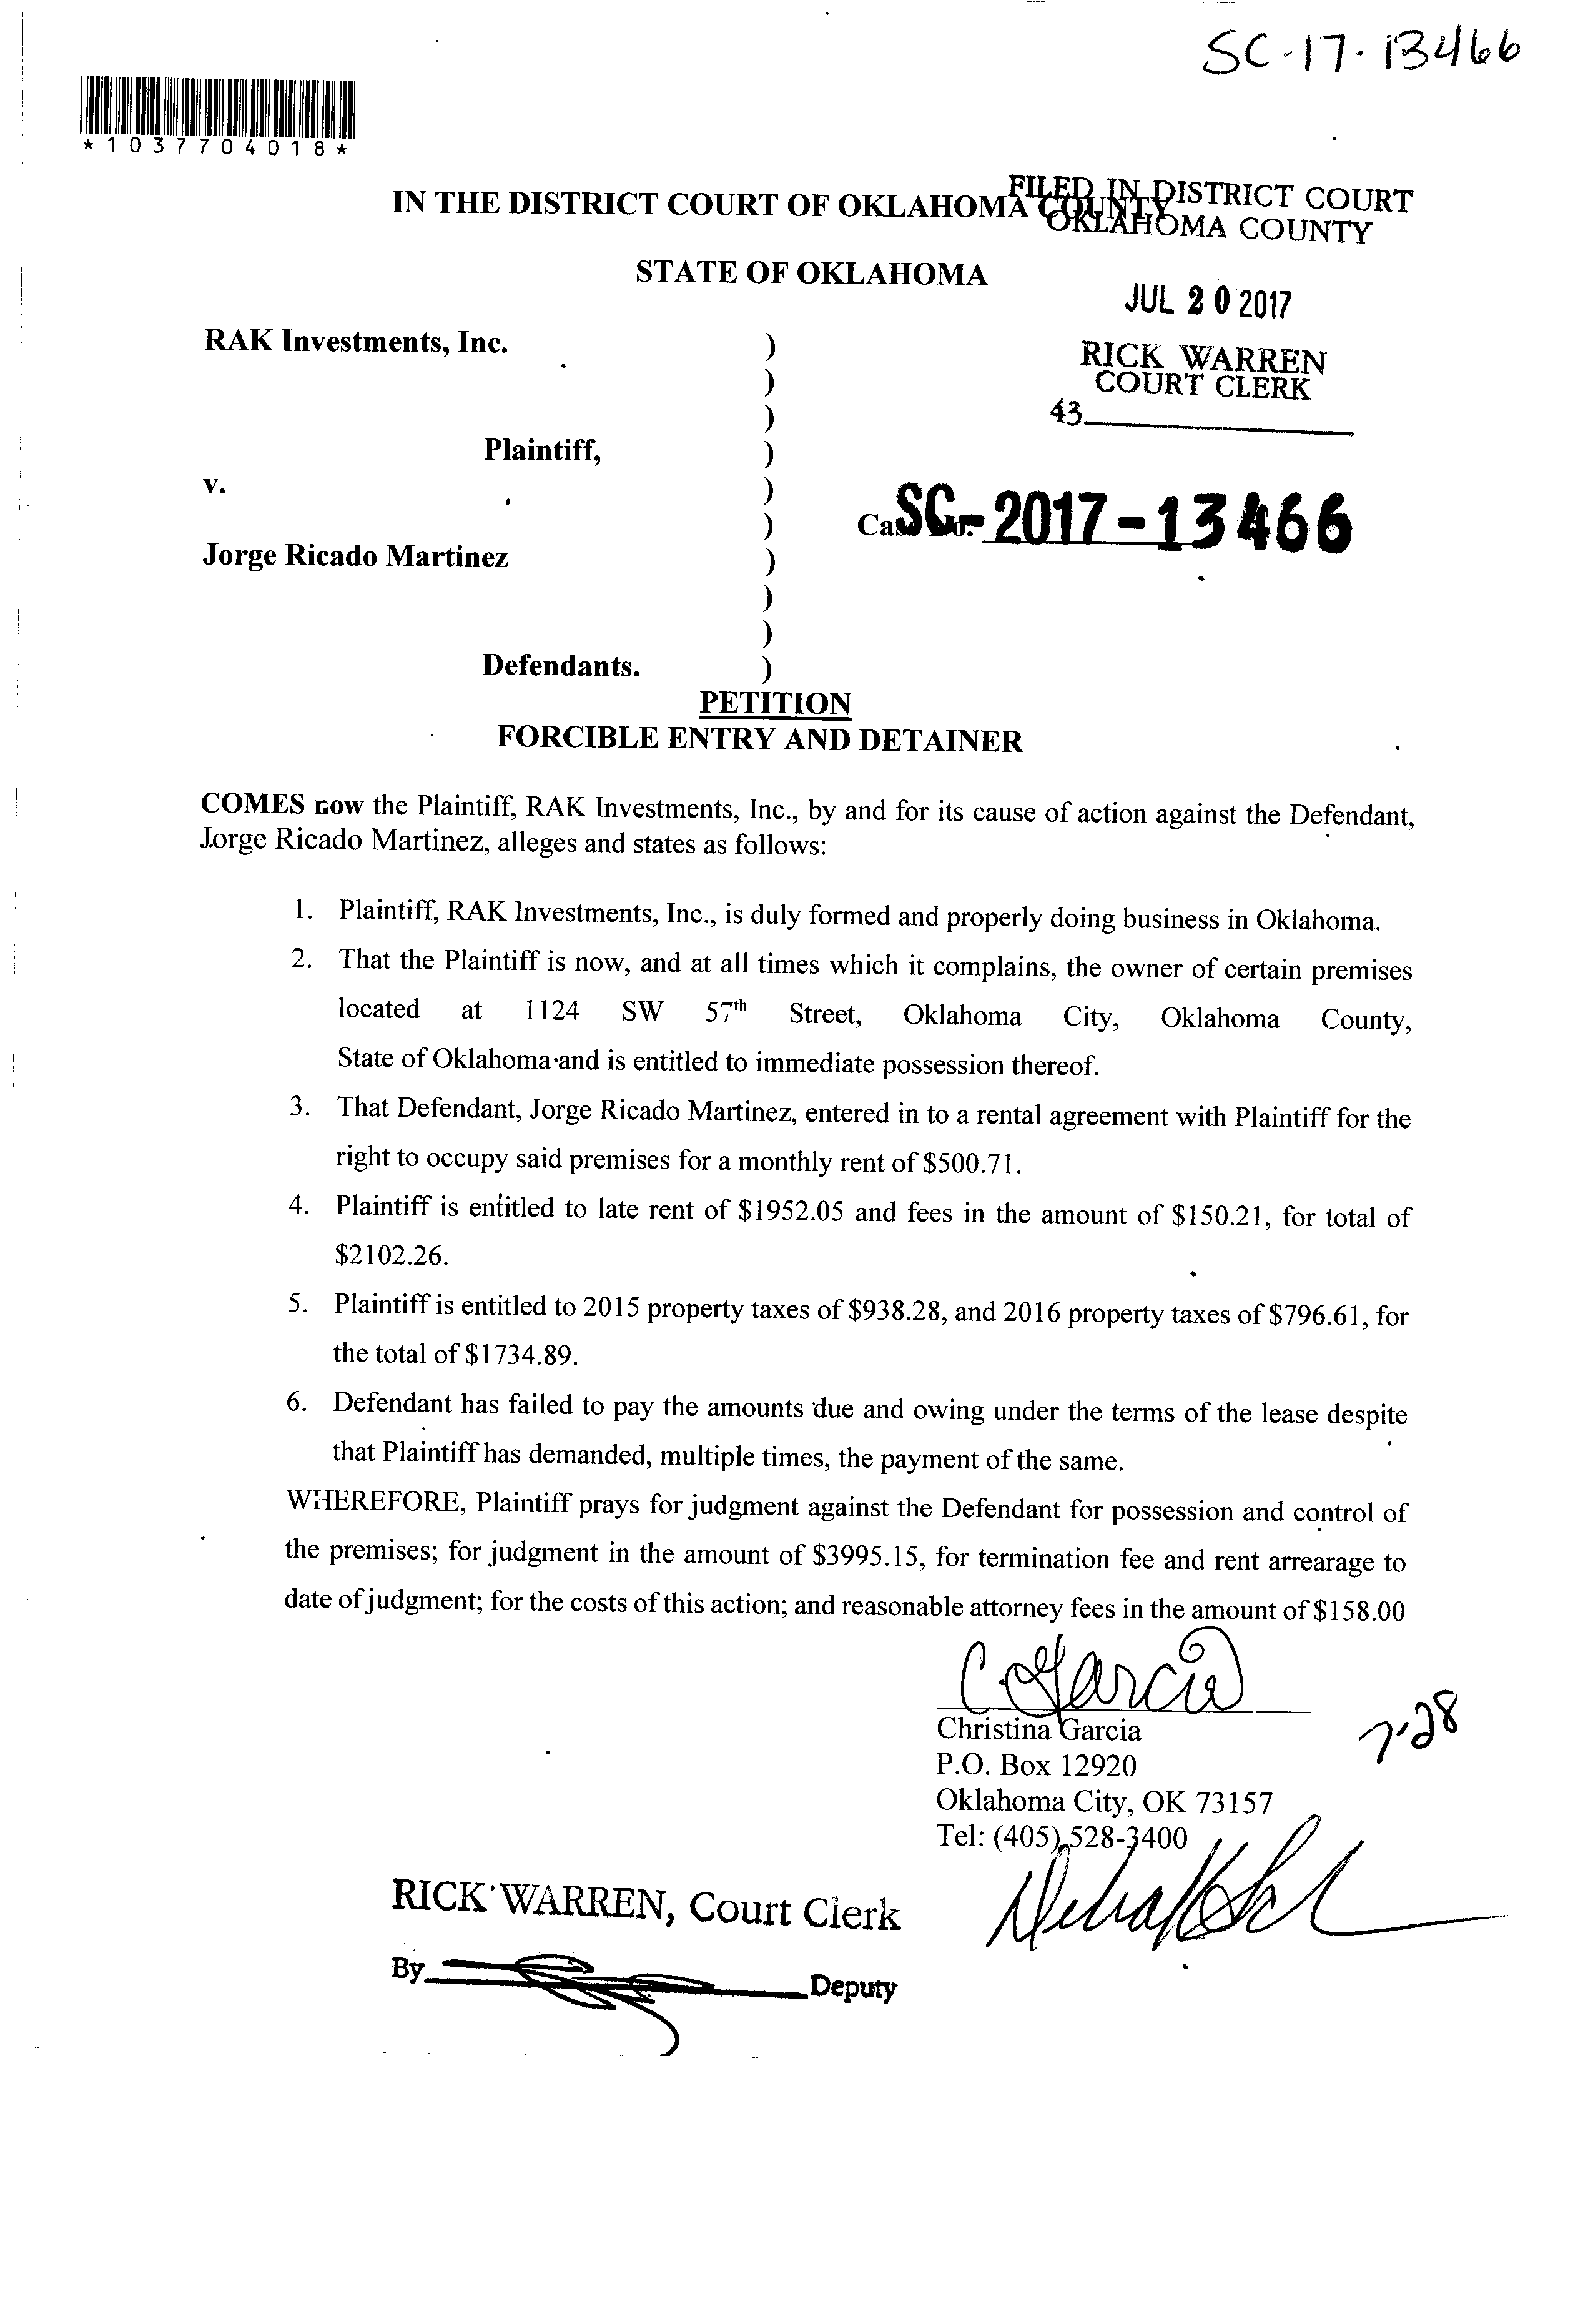 SC-17-13466
*1037704018*
IN THE DISTRICT COURT OF OKLAHOMA COUNTY
FILED IN DISTRICT COURT
OKLAHOMA COUNTY
STATE OF OKLAHOMA
JUL 20 2017
RAK Investments, Inc. )
RICK WARREN
COURT CLERK
)
)
43
Plaintiff, )
v. )
)
Case No. SC-2017-13466
Jorge Ricado Martinez )
)
)
Defendants. )
PETITION
FORCIBLE ENTRY AND DETAINER
COMES now the Plaintiff, RAK Investments, Inc., by and for its cause of action against the Defendant,
Jorge Ricado Martinez, alleges and states as follows:
1. Plaintiff, RAK Investments, Inc., is duly formed and properly doing business in Oklahoma.
2. That the Plaintiff is now, and at all times which it complains, the owner of certain premises
located at 1124 SW 57th Street, Oklahoma City, Oklahoma County,
State of Oklahoma and is entitled to immediate possession thereof.
3. That Defendant, Jorge Ricado Martinez, entered in to a rental agreement with Plaintiff for the
right to occupy said premises for a monthly rent of $500.71.
4. Plaintiff is entitled to late rent of $1952.05 and fees in the amount of $150.21, for total of
$2102.26.
5. Plaintiff is entitled to 2015 property taxes of $938.28, and 2016 property taxes of $796.61, for
the total of $1734.89.
6. Defendant has failed to pay the amounts due and owing under the terms of the lease despite
that Plaintiff has demanded, multiple times, the payment of the same.
WHEREFORE, Plaintiff prays for judgment against the Defendant for possession and control of
the premises; for judgment in the amount of $3995.15, for termination fee and rent arrearage to
date of judgment; for the costs of this action; and reasonable attorney fees in the amount of $158.00
C. Garcia
Christina Garcia
7-28
P.O. Box 12920
Oklahoma City, OK 73157
Tel: (405) 528-3400
RICK WARREN, Court Clerk
By Deputy